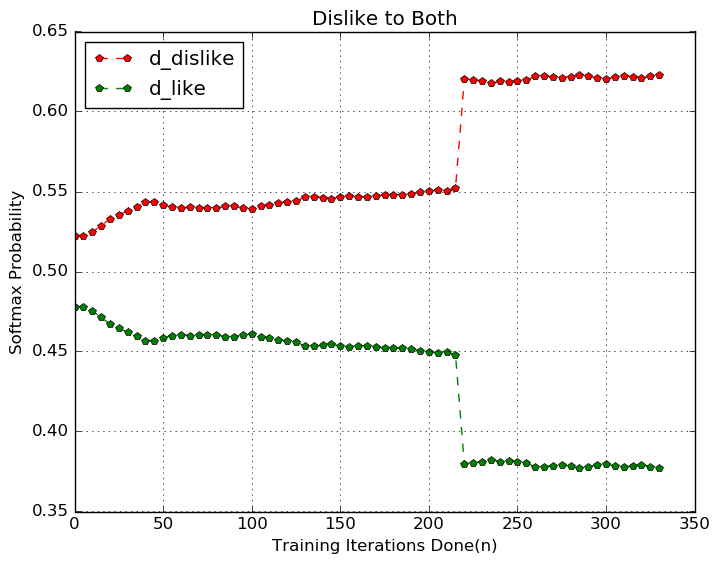 Dislike to Both
0.65
0.60
0.55
0.50
0.45
0.40
0.35
Softmax Probability
d_dislike
d_like
0 50 100 150 200 250 300 350
Training Iterations Done(n)